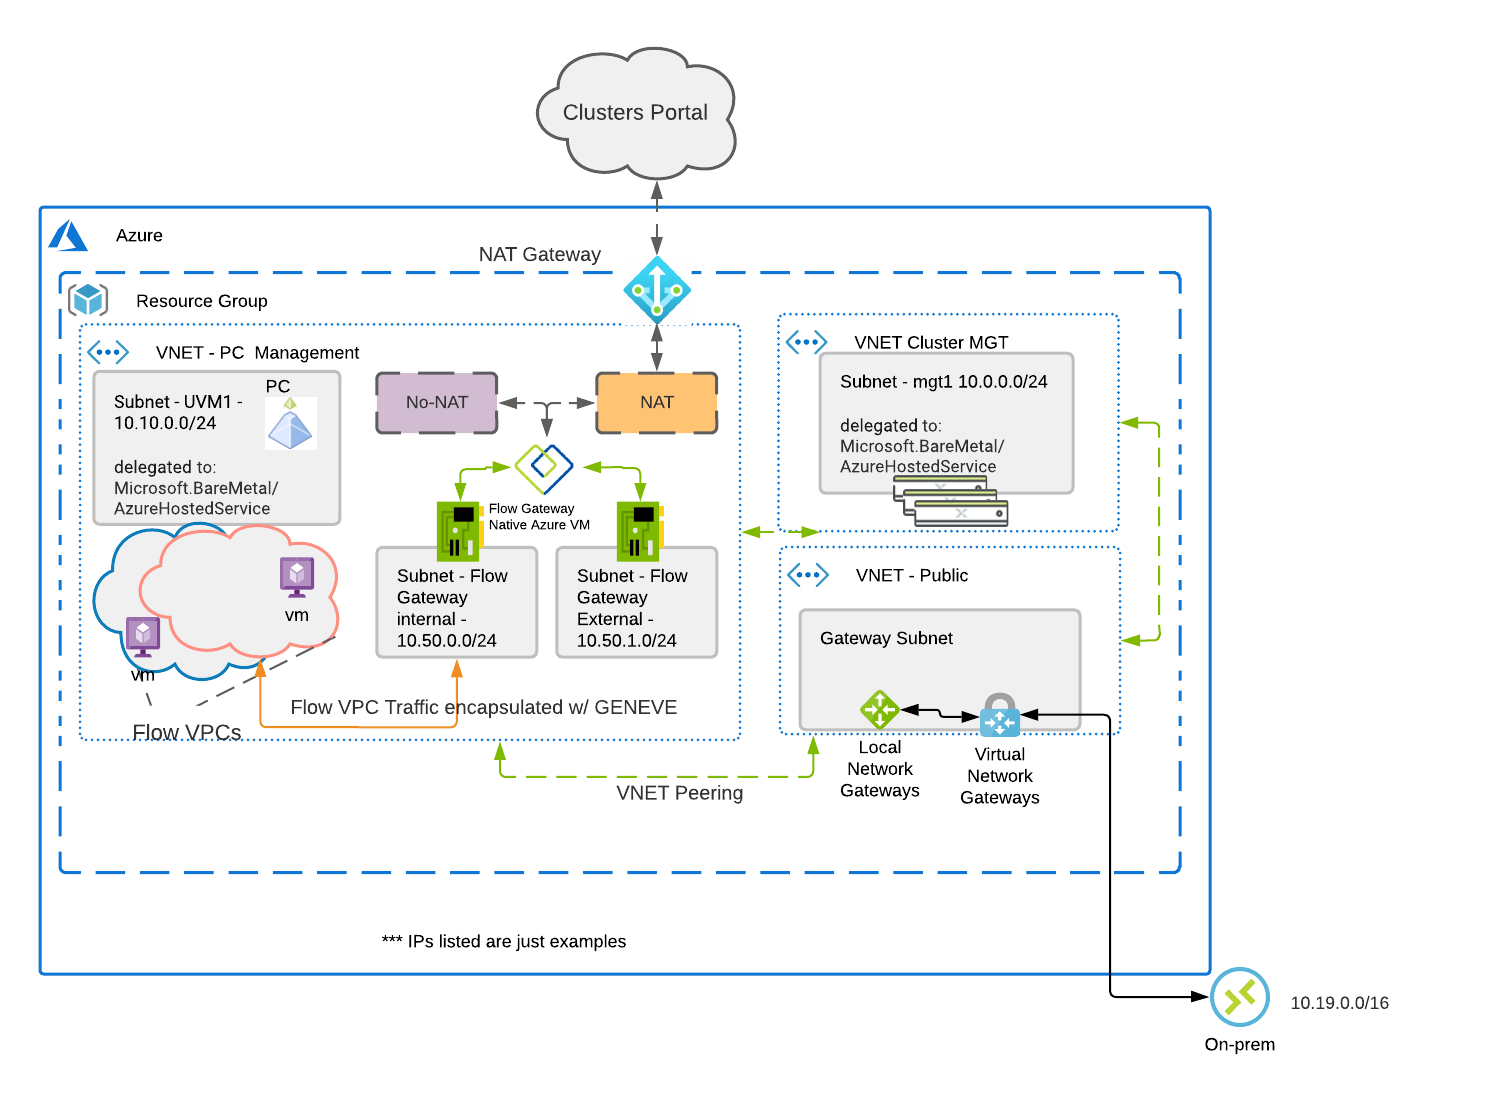 Clusters Portal
Azure
NAT Gateway
Resource Group
VNET - PC  Management
PC
Subnet - UVM1 -
10.10.0.0/24
delegated to:
Microsoft.BareMetal/
AzureHostedService
No-NAT
NAT
Flow Gateway
Native Azure VM
Subnet - Flow
Gateway
internal -
10.50.0.0/24
Subnet - Flow
Gateway
External -
10.50.1.0/24
vm
vm
Flow VPC Traffic encapsulated w/ GENEVE
Flow VPCs
VNET Cluster MGT
Subnet - mgt1 10.0.0.0/24
delegated to:
Microsoft.BareMetal/
AzureHostedService
VNET - Public
Gateway Subnet
Local
Network
Gateways
Virtual
Network
Gateways
VNET Peering
*** IPs listed are just examples
10.19.0.0/16
On-prem